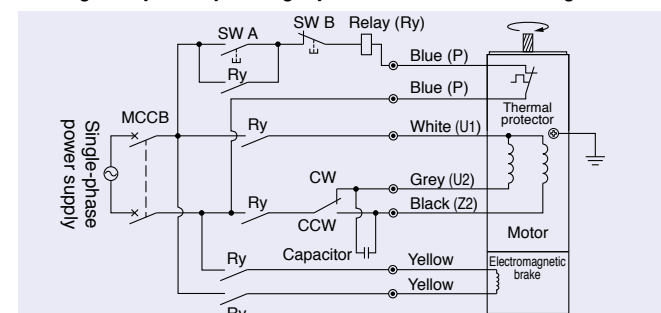 SW A
SW B
Relay (Ry)
Ry
Blue (P)
Blue (P)
Thermal
protector
MCCB
Single-phase
power supply
Ry
White (U1)
CW
Grey (U2)
Ry
Black (Z2)
CCW
Motor
Capacitor
Ry
Yellow
Electromagnetic
brake
Yellow